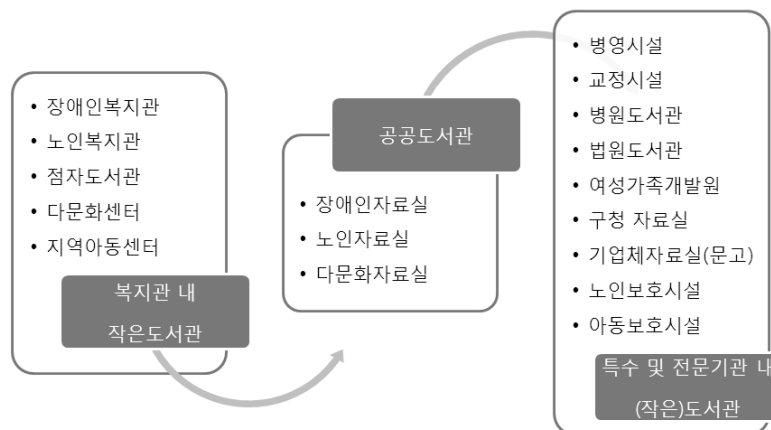 • 장애인복지관
• 노인복지관
• 점자도서관
• 다문화센터
• 지역아동센터
복지관 내
작은도서관
공공도서관
• 장애인자료실
• 노인자료실
• 다문화자료실
• 병영시설
• 교정시설
• 병원도서관
• 법원도서관
• 여성가족개발원
• 구청 자료실
• 기업체자료실(문고)
• 노인보호시설
• 아동보호시설
특수 및 전문기관 내
(작은)도서관